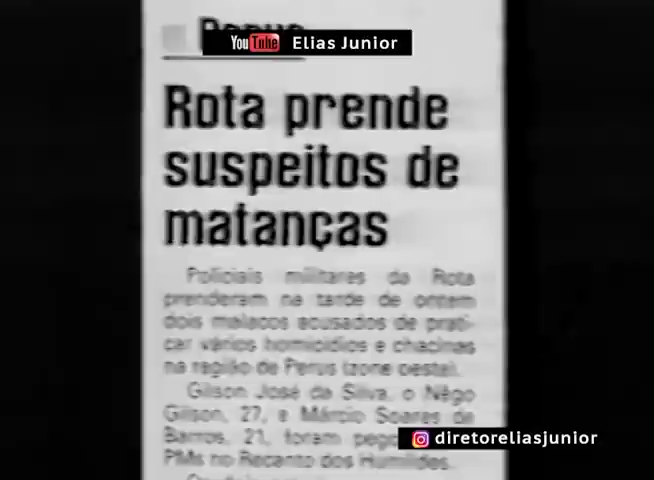 Perus
YouTube Elias Junior
Rota prende
suspeitos de
matanças
Policiais militares da Rota
prenderam na tarde de ontem
dois malacos acusados de prati-
car vários homicídios e chacinas
na região de Perus (zona oeste).
Gilson José da Silva, o Nêgo
Gilson, 27, e Márcio Soares de
Barros, 21, foram
diretoreliasjunior
PMs no Recanto dos Humildes.